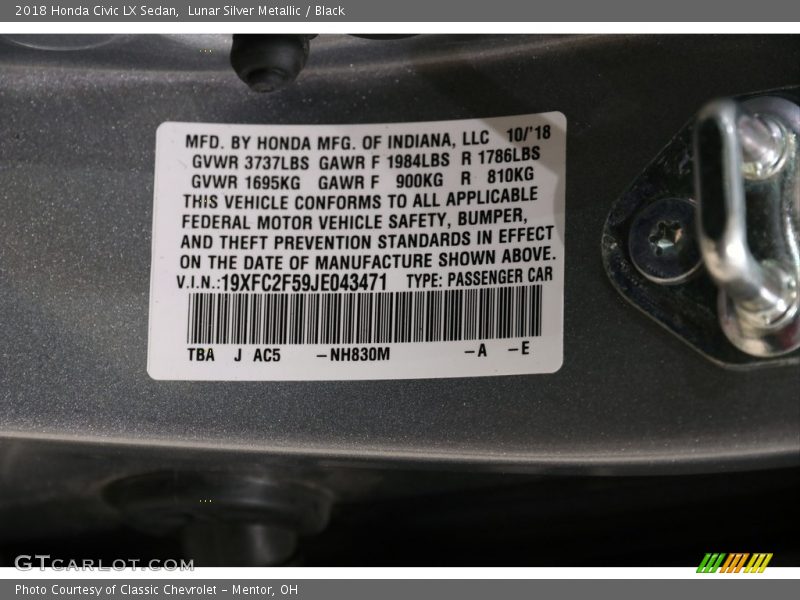 2018 Honda Civic LX Sedan,  Lunar Silver Metallic / Black
MFD. BY HONDA MFG. OF INDIANA, LLC 10/'18
GVWR 3737LBS GAWR F 1984LBS R 1786LBS
GVWR 1695KG GAWR F 900KG R 810KG
THIS VEHICLE CONFORMS TO ALL APPLICABLE
FEDERAL MOTOR VEHICLE SAFETY, BUMPER,
AND THEFT PREVENTION STANDARDS IN EFFECT
ON THE DATE OF MANUFACTURE SHOWN ABOVE.
V.I.N.:19XFC2F59JE043471 TYPE: PASSENGER CAR
TBA J AC5 –NH830M –A –E
GTCARLOT.COM
Photo Courtesy of Classic Chevrolet – Mentor, OH